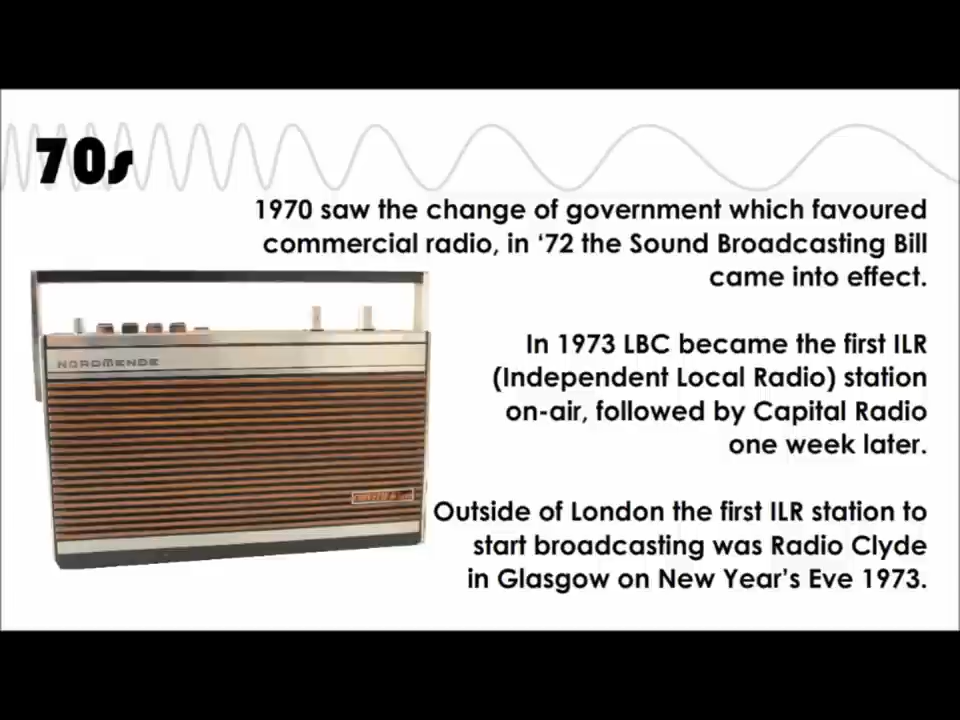 70s
1970 saw the change of government which favoured
commercial radio, in ‘72 the Sound Broadcasting Bill
came into effect.
In 1973 LBC became the first ILR
(Independent Local Radio) station
on-air, followed by Capital Radio
one week later.
NORDMENDE
Outside of London the first ILR station to
start broadcasting was Radio Clyde
in Glasgow on New Year’s Eve 1973.